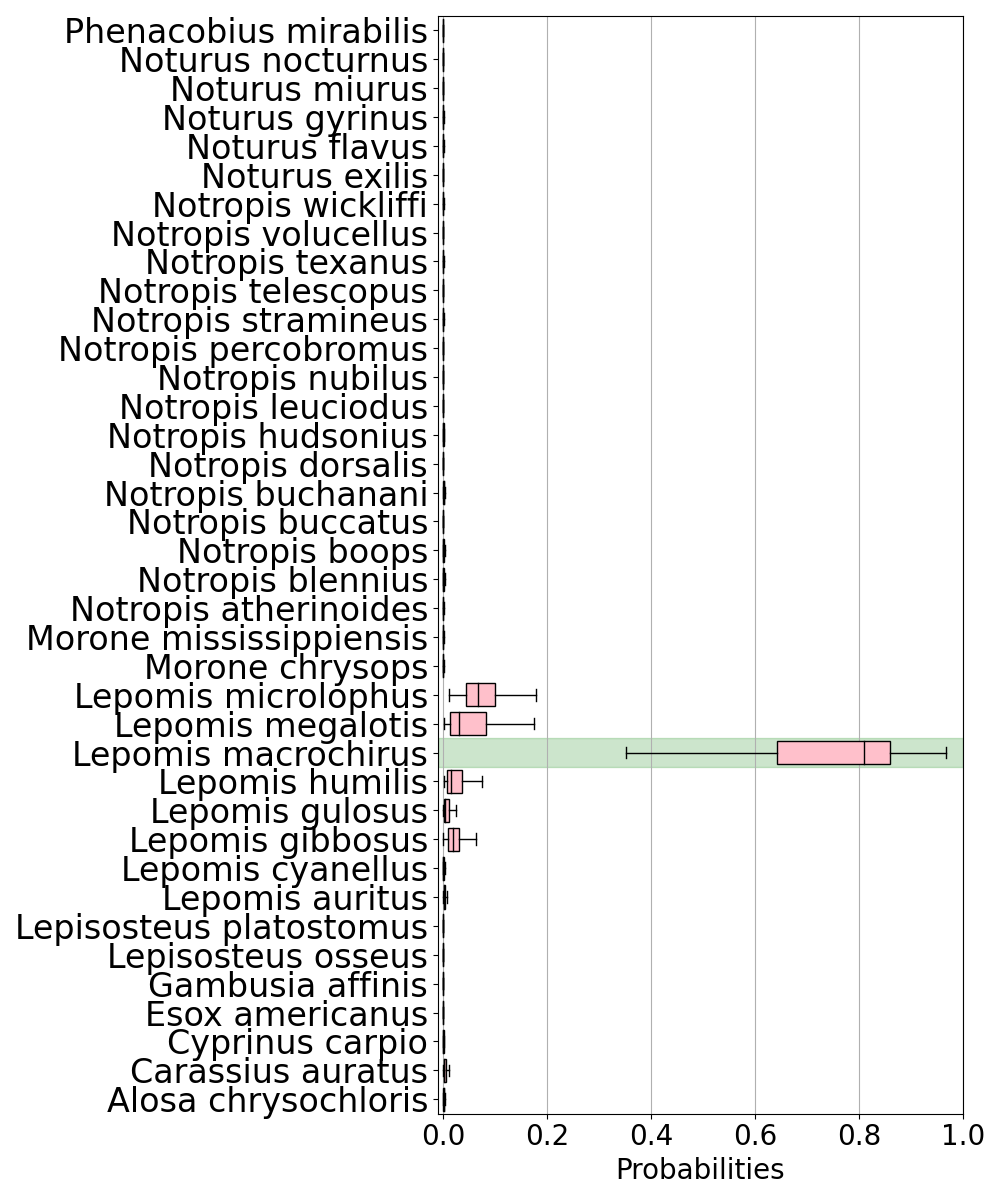 Phenacobius mirabilis
Noturus nocturnus
Noturus miurus
Noturus gyrinus
Noturus flavus
Noturus exilis
Notropis wickliffi
Notropis volucellus
Notropis texanus
Notropis telescopus
Notropis stramineus
Notropis percobromus
Notropis nubilus
Notropis leuciodus
Notropis hudsonius
Notropis dorsalis
Notropis buchanani
Notropis buccatus
Notropis boops
Notropis blennius
Notropis atherinoides
Morone mississippiensis
Morone chrysops
Lepomis microlophus
Lepomis megalotis
Lepomis macrochirus
Lepomis humilis
Lepomis gulosus
Lepomis gibbosus
Lepomis cyanellus
Lepomis auritus
Lepisosteus platostomus
Lepisosteus osseus
Gambusia affinis
Esox americanus
Cyprinus carpio
Carassius auratus
Alosa chrysochloris
0.0 0.2 0.4 0.6 0.8 1.0
Probabilities